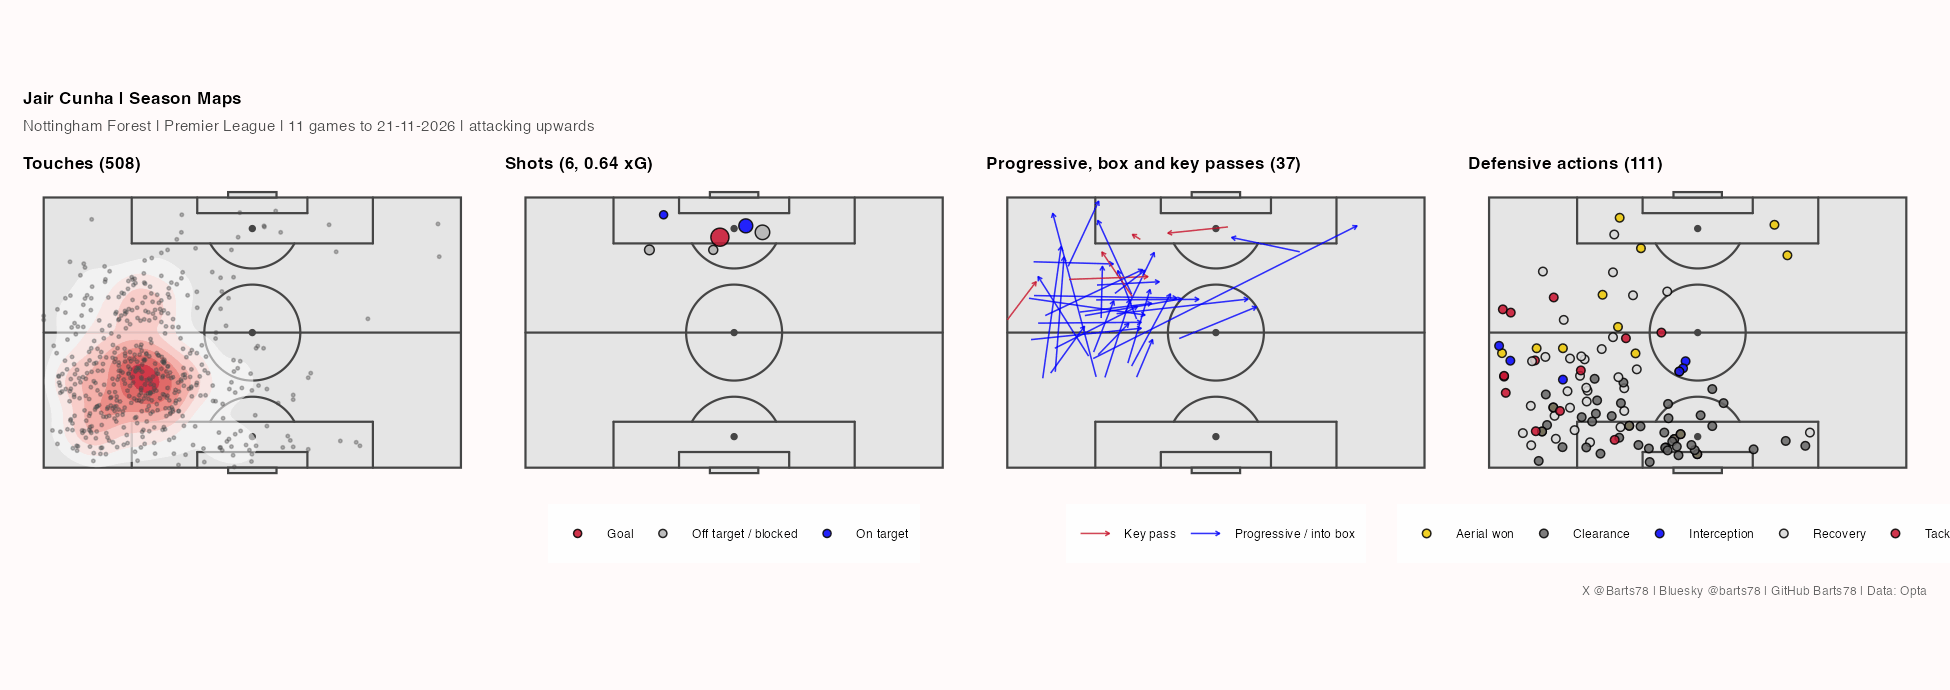 Jair Cunha | Season Maps
Nottingham Forest | Premier League | 11 games to 21-11-2026 | attacking upwards
Touches (508)
Shots (6, 0.64 xG)
Progressive, box and key passes (37)
Defensive actions (111)
Goal
Off target / blocked
On target
Key pass
Progressive / into box
Aerial won
Clearance
Interception
Recovery
Tack
X @Barts78 | Bluesky @barts78 | GitHub Barts78 | Data: Opta